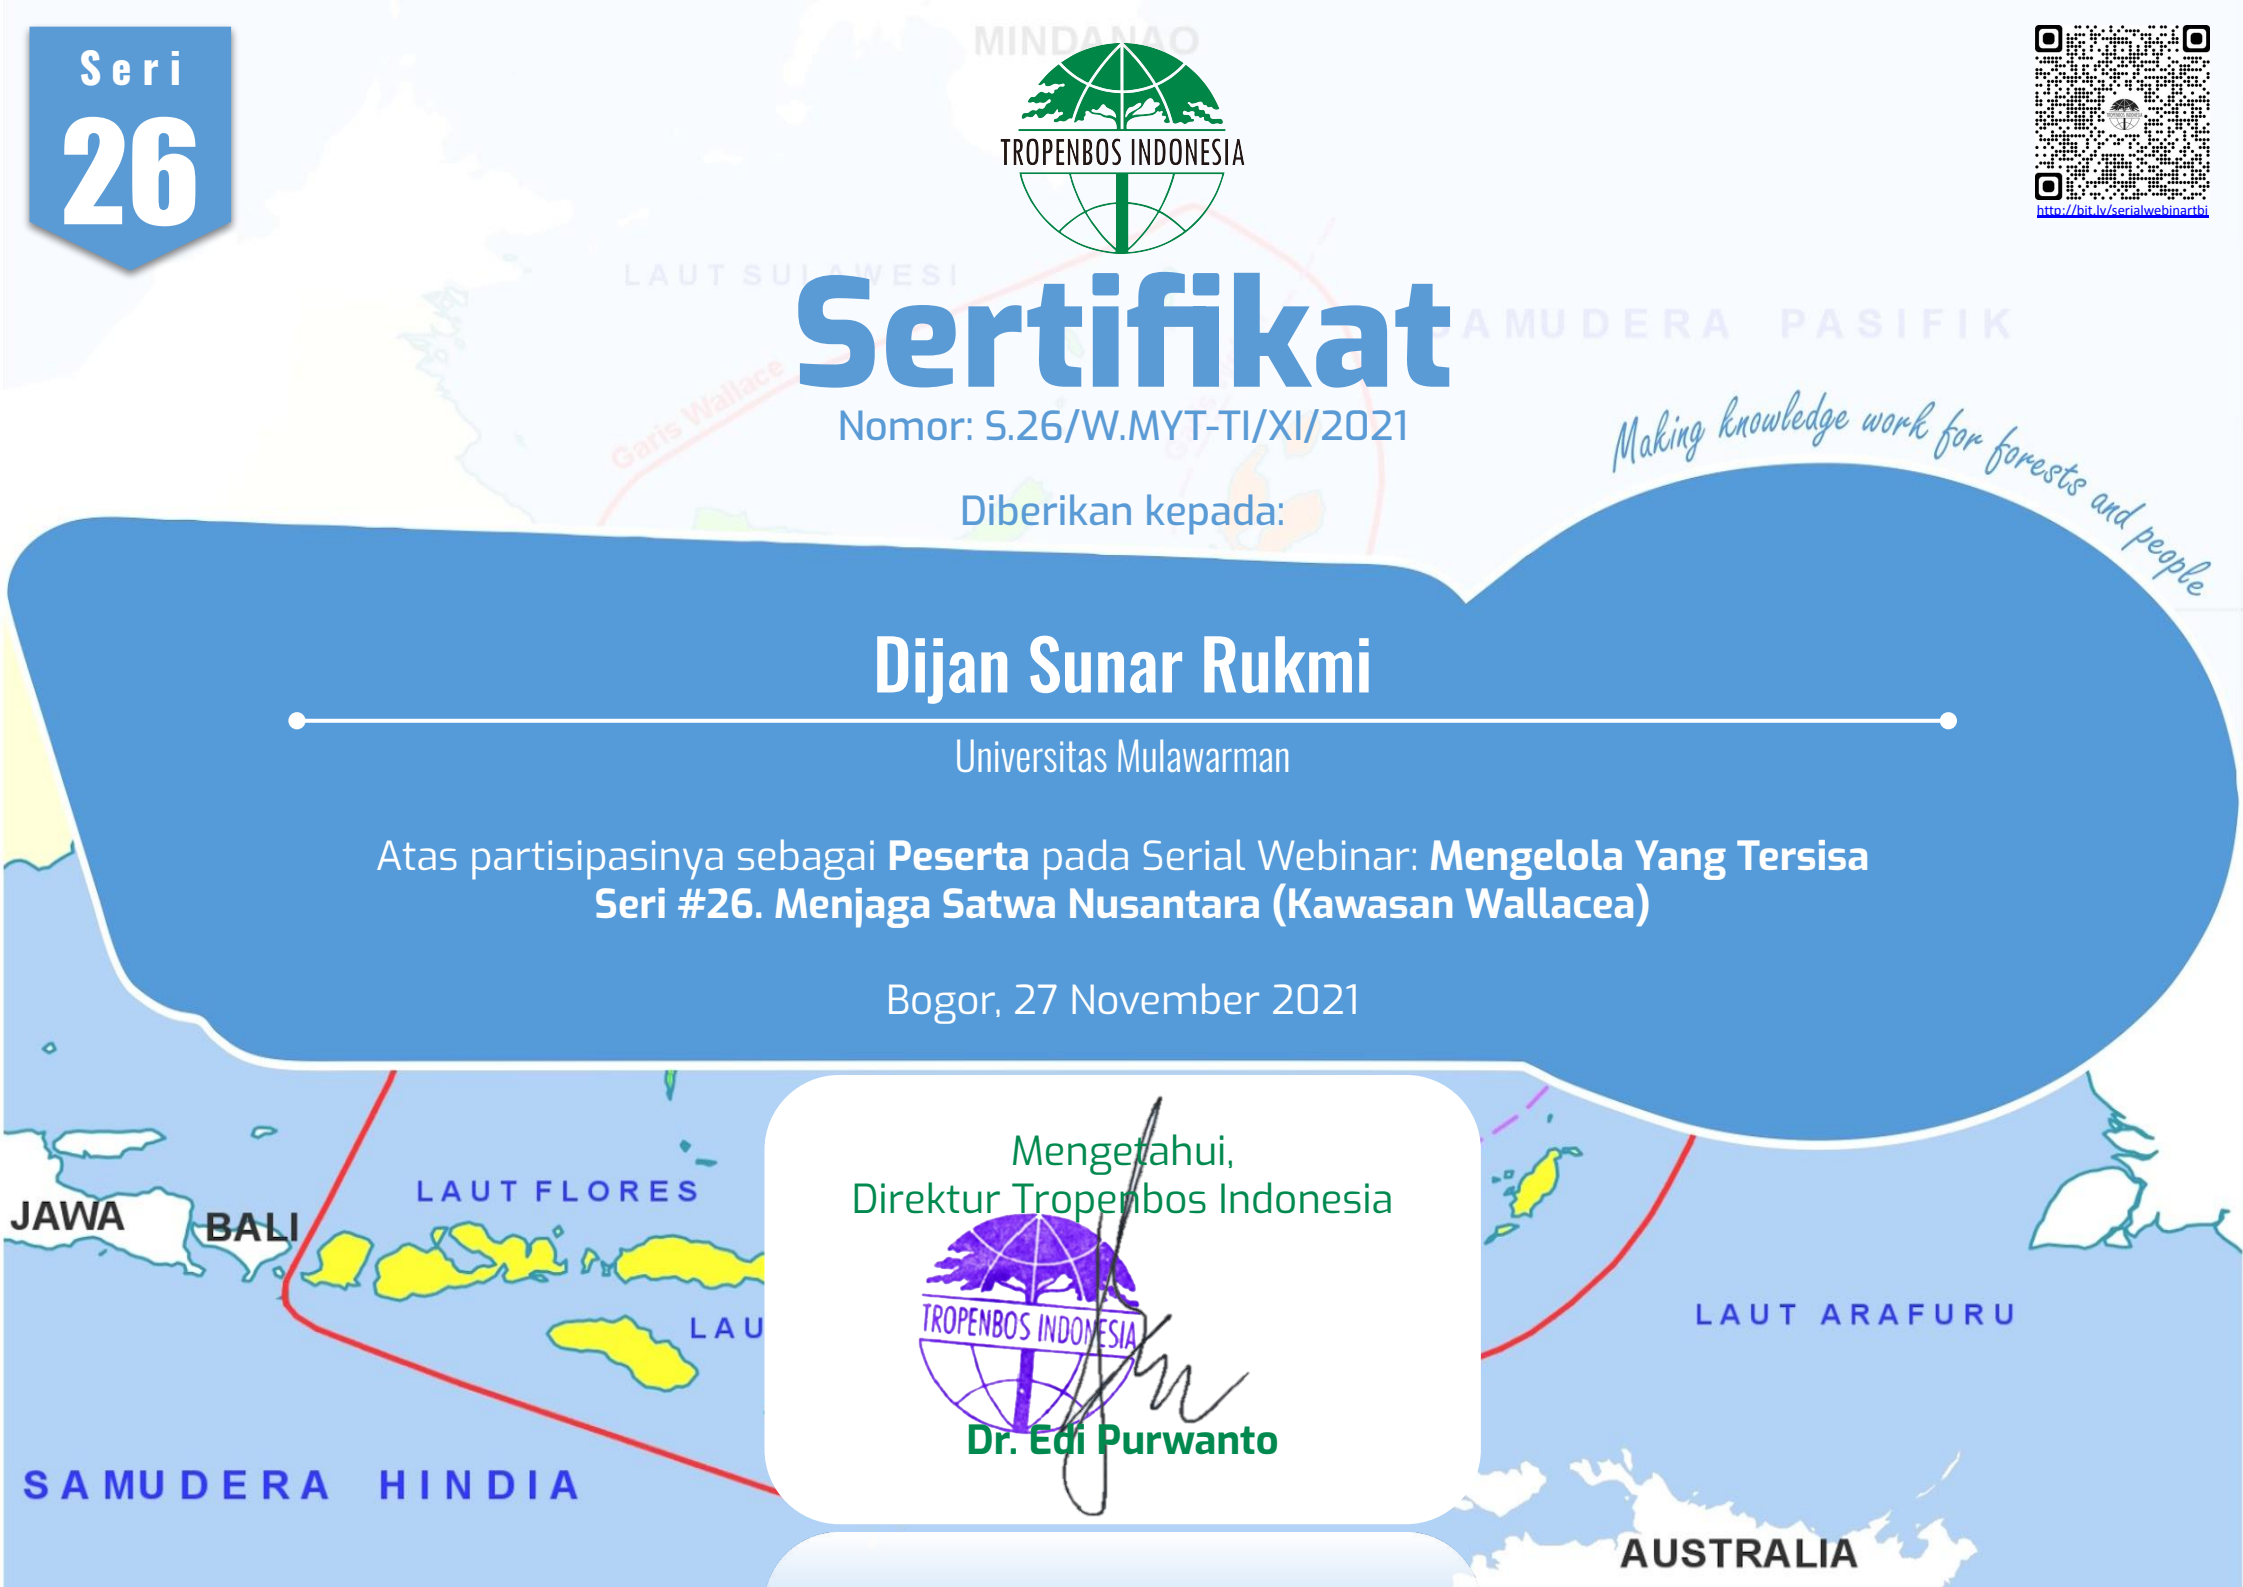 MINDANAO
Seri
26
TROPENBOS INDONESIA
http://bit.ly/serialwebinartbi
LAUT SULAWESI
Sertifikat
SAMUDERA PASIFIK
Garis Wallace
Nomor: S.26/W.MYT-TI/XI/2021
Making knowledge work for forests and people
Diberikan kepada:
Dijan Sunar Rukmi
Universitas Mulawarman
Atas partisipasinya sebagai Peserta pada Serial Webinar: Mengelola Yang Tersisa
Seri #26. Menjaga Satwa Nusantara (Kawasan Wallacea)
Bogor, 27 November 2021
Mengetahui,
Direktur Tropenbos Indonesia
LAUT FLORES
JAWA
BALI
TROPENBOS INDONESIA
LAU
LAUT ARAFURU
Dr. Edi Purwanto
SAMUDERA HINDIA
AUSTRALIA